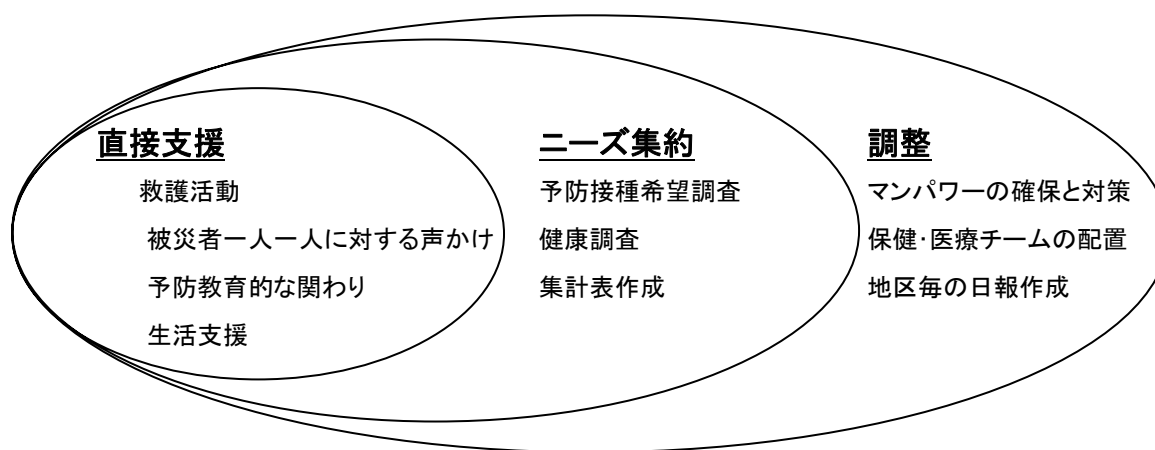 直接支援
救護活動
被災者一人一人に対する声かけ
予防教育的な関わり
生活支援
ニーズ集約
予防接種希望調査
健康調査
集計表作成
調整
マンパワーの確保と対策
保健・医療チームの配置
地区毎の日報作成